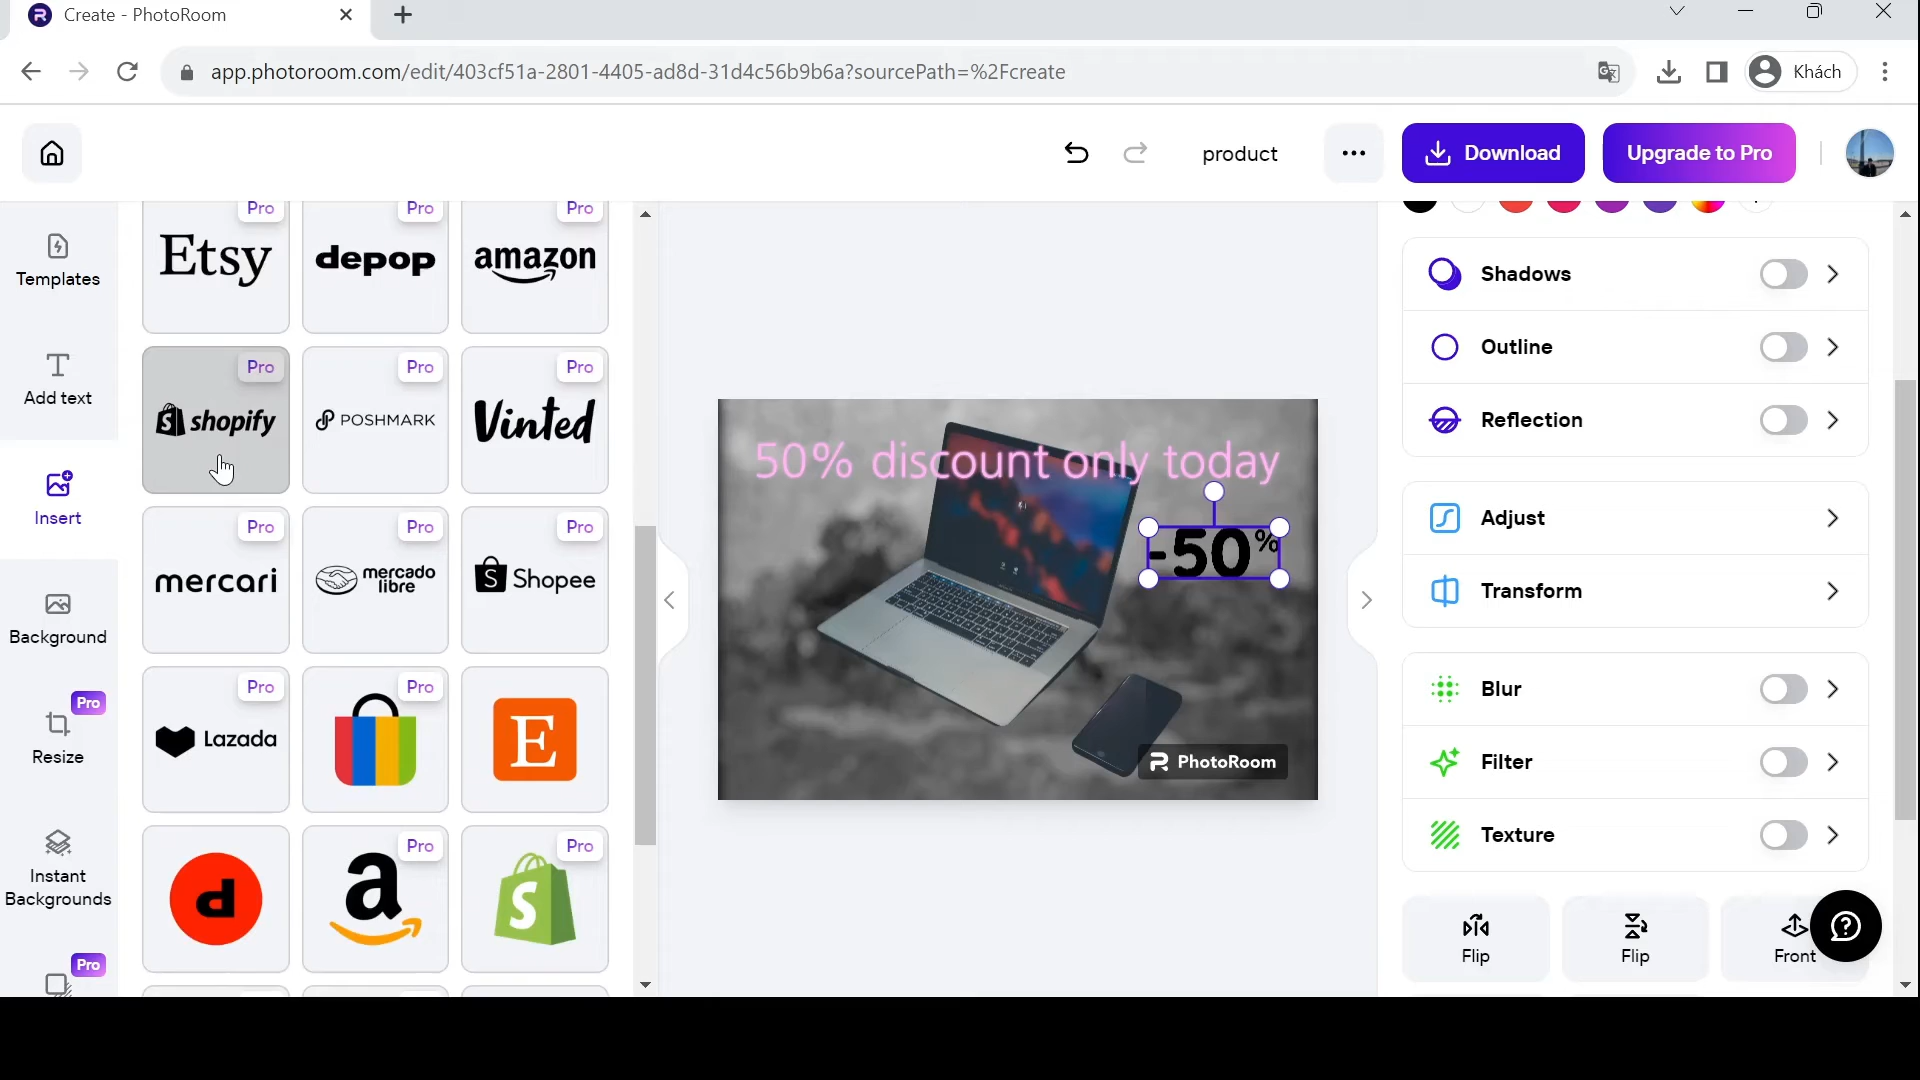 Create - PhotoRoom
app.photoroom.com/edit/403cf51a-2801-4405-ad8d-31d4c56b9b6a?sourcePath=%2Fcreate
Khách
product
Download
Upgrade to Pro
Templates
Add text
Insert
Background
Pro
Resize
Instant
Backgrounds
Pro
Pro
Etsy
Pro
depop
Pro
amazon
Pro
shopify
Pro
POSHMARK
Pro
Vinted
Pro
mercari
Pro
mercado
libre
Pro
Shopee
Pro
Lazada
Pro
E
d
Pro
a
Pro
S
50% discount only today
-50%
PhotoRoom
Shadows
Outline
Reflection
Adjust
Transform
Blur
Filter
Texture
Flip
Flip
Front